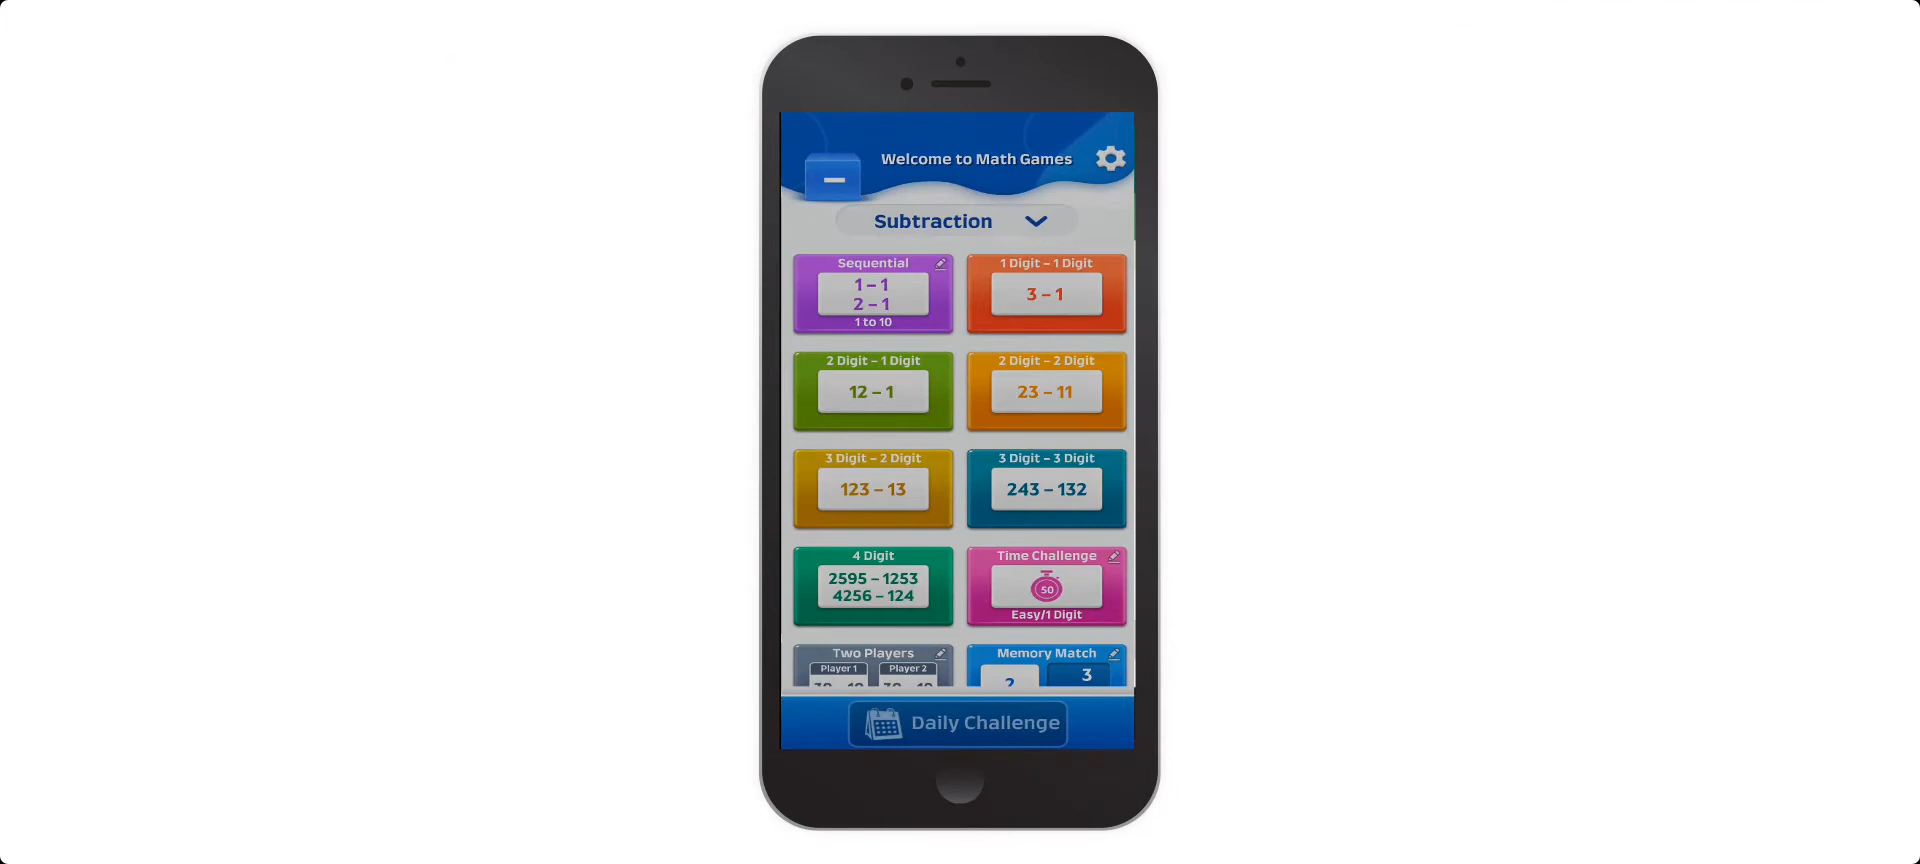 Welcome to Math Games
Subtraction
Sequential
1 – 1
2 – 1
1 to 10
1 Digit – 1 Digit
3 – 1
2 Digit – 1 Digit
12 – 1
2 Digit – 2 Digit
23 – 11
3 Digit – 2 Digit
123 – 13
3 Digit – 3 Digit
243 – 132
4 Digit
2595 – 1253
4256 – 124
Time Challenge
50
Easy/1 Digit
Two Players
Player 1
Player 2
Memory Match
2
3
Daily Challenge